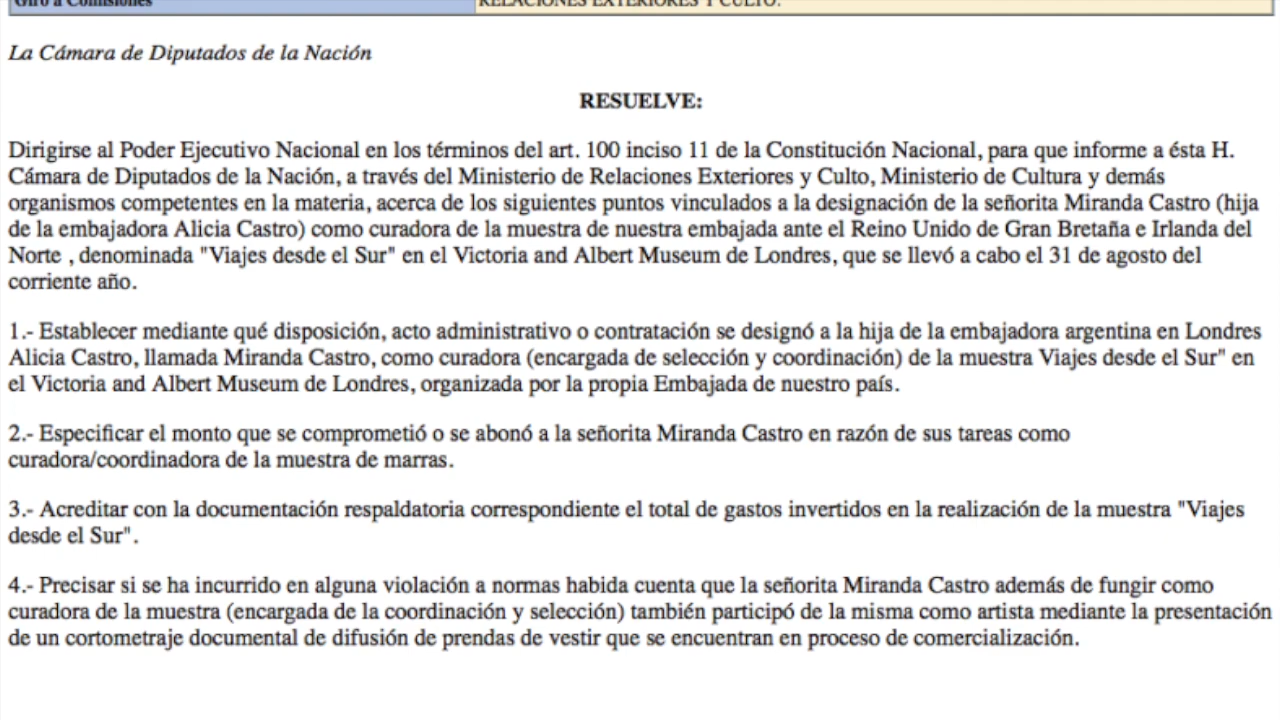 Giro a Comisiones RELACIONES EXTERIORES Y CULTO.
La Cámara de Diputados de la Nación
RESUELVE:
Dirigirse al Poder Ejecutivo Nacional en los términos del art. 100 inciso 11 de la Constitución Nacional, para que informe a ésta H.
Cámara de Diputados de la Nación, a través del Ministerio de Relaciones Exteriores y Culto, Ministerio de Cultura y demás
organismos competentes en la materia, acerca de los siguientes puntos vinculados a la designación de la señorita Miranda Castro (hija
de la embajadora Alicia Castro) como curadora de la muestra de nuestra embajada ante el Reino Unido de Gran Bretaña e Irlanda del
Norte , denominada "Viajes desde el Sur" en el Victoria and Albert Museum de Londres, que se llevó a cabo el 31 de agosto del
corriente año.
1.- Establecer mediante qué disposición, acto administrativo o contratación se designó a la hija de la embajadora argentina en Londres
Alicia Castro, llamada Miranda Castro, como curadora (encargada de selección y coordinación) de la muestra Viajes desde el Sur" en
el Victoria and Albert Museum de Londres, organizada por la propia Embajada de nuestro país.
2.- Especificar el monto que se comprometió o se abonó a la señorita Miranda Castro en razón de sus tareas como
curadora/coordinadora de la muestra de marras.
3.- Acreditar con la documentación respaldatoria correspondiente el total de gastos invertidos en la realización de la muestra "Viajes
desde el Sur".
4.- Precisar si se ha incurrido en alguna violación a normas habida cuenta que la señorita Miranda Castro además de fungir como
curadora de la muestra (encargada de la coordinación y selección) también participó de la misma como artista mediante la presentación
de un cortometraje documental de difusión de prendas de vestir que se encuentran en proceso de comercialización.